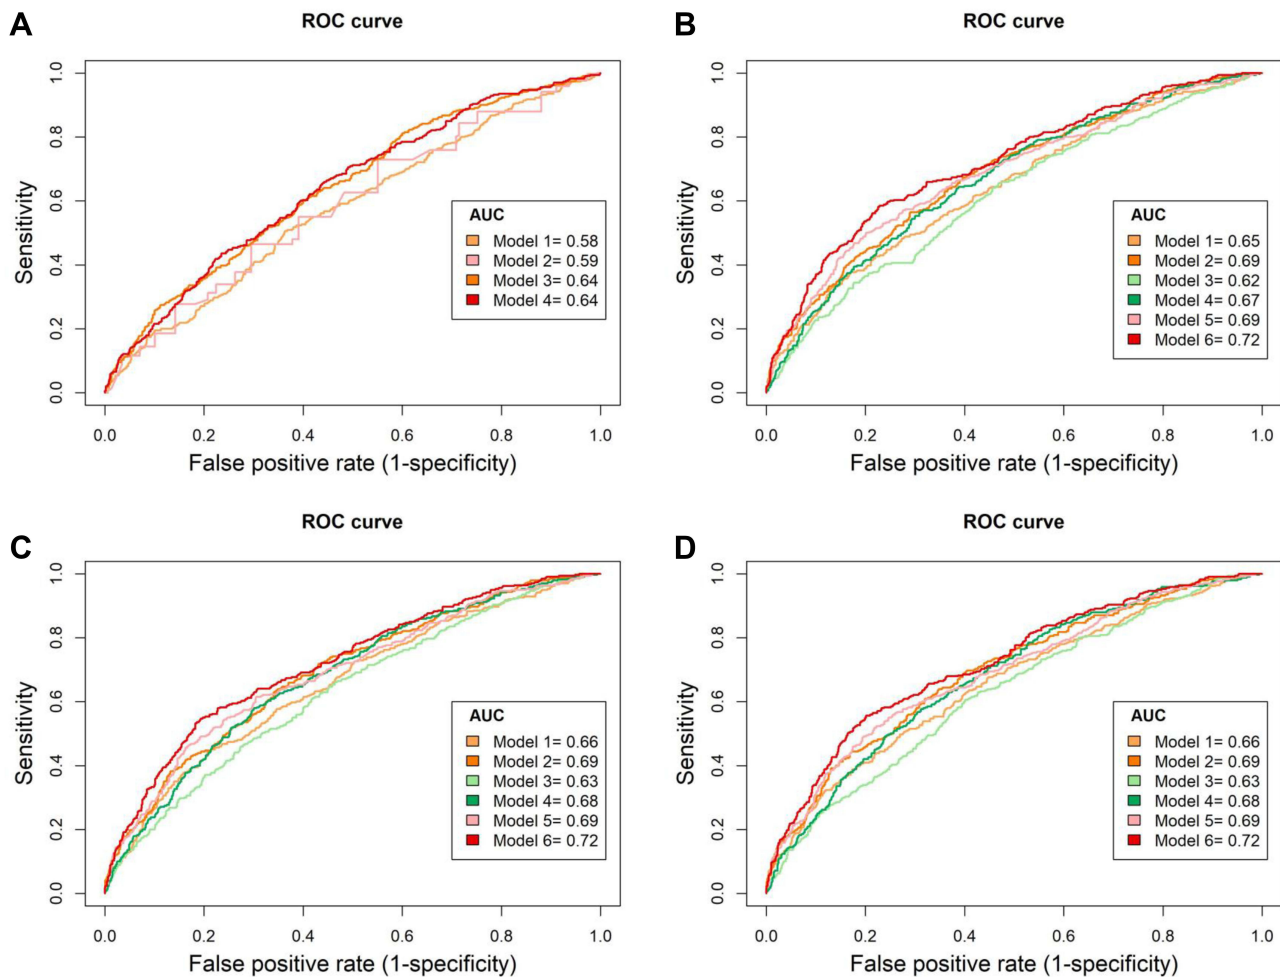 A
ROC curve
1.0
0.8
0.6
0.4
0.2
0.0
Sensitivity
AUC
Model 1= 0.58
Model 2= 0.59
Model 3= 0.64
Model 4= 0.64
0.0 0.2 0.4 0.6 0.8 1.0
False positive rate (1-specificity)
B
ROC curve
1.0
0.8
0.6
0.4
0.2
0.0
Sensitivity
AUC
Model 1= 0.65
Model 2= 0.69
Model 3= 0.62
Model 4= 0.67
Model 5= 0.69
Model 6= 0.72
0.0 0.2 0.4 0.6 0.8 1.0
False positive rate (1-specificity)
C
ROC curve
1.0
0.8
0.6
0.4
0.2
0.0
Sensitivity
AUC
Model 1= 0.66
Model 2= 0.69
Model 3= 0.63
Model 4= 0.68
Model 5= 0.69
Model 6= 0.72
0.0 0.2 0.4 0.6 0.8 1.0
False positive rate (1-specificity)
D
ROC curve
1.0
0.8
0.6
0.4
0.2
0.0
Sensitivity
AUC
Model 1= 0.66
Model 2= 0.69
Model 3= 0.63
Model 4= 0.68
Model 5= 0.69
Model 6= 0.72
0.0 0.2 0.4 0.6 0.8 1.0
False positive rate (1-specificity)